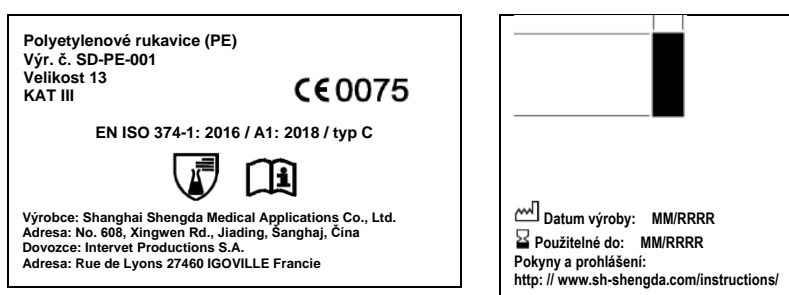 Polyetylenové rukavice (PE)
Výr. č. SD-PE-001
Velikost 13
KAT III
CE 0075
EN ISO 374-1: 2016 / A1: 2018 / typ C
Výrobce: Shanghai Shengda Medical Applications Co., Ltd.
Adresa: No. 608, Xingwen Rd., Jiading, Šanghaj, Čína
Dovozce: Intervet Productions S.A.
Adresa: Rue de Lyons 27460 IGOVILLE Francie
Datum výroby: MM/RRRR
Použitelné do: MM/RRRR
Pokyny a prohlášení:
http: // www.sh-shengda.com/instructions/